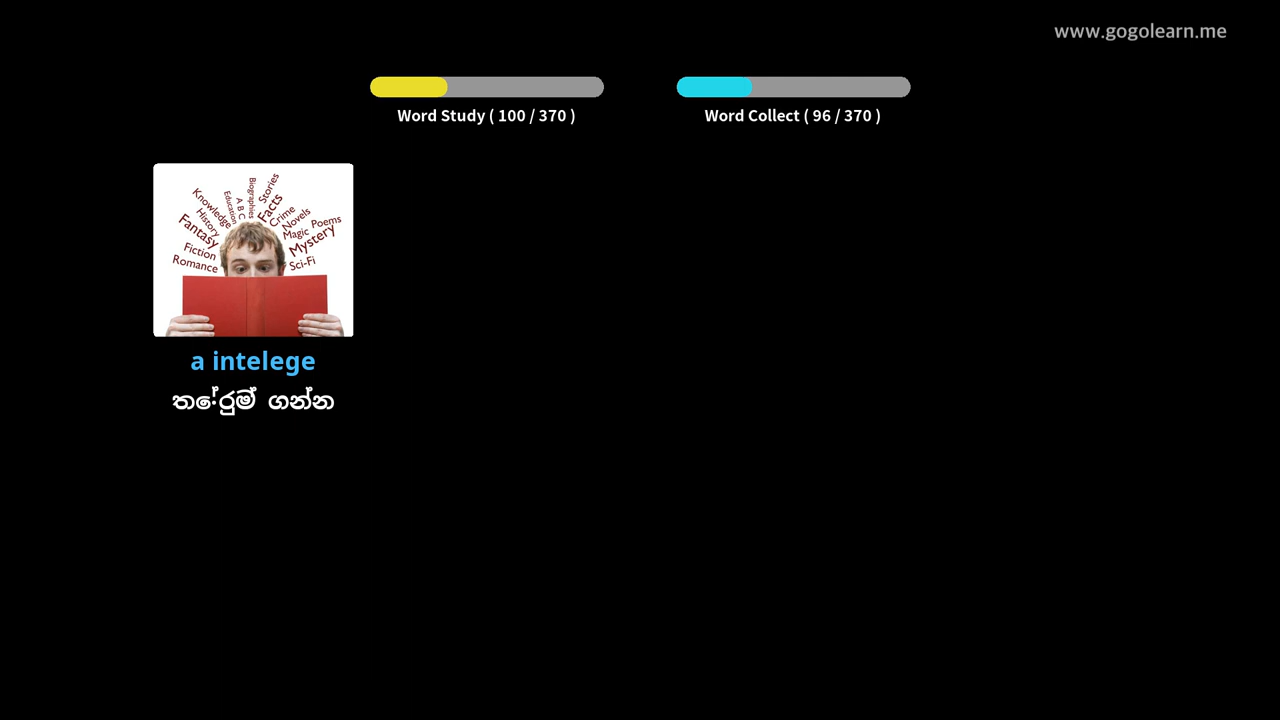 www.gogolearn.me
Word Study ( 100 / 370 )
Word Collect ( 96 / 370 )
Knowledge
History
Fantasy
Fiction
Romance
Education
A B C
Biographies
Stories
Facts
Crime
Novels
Magic
Poems
Mystery
Sci-Fi
a intelege
තේරුම් ගන්න